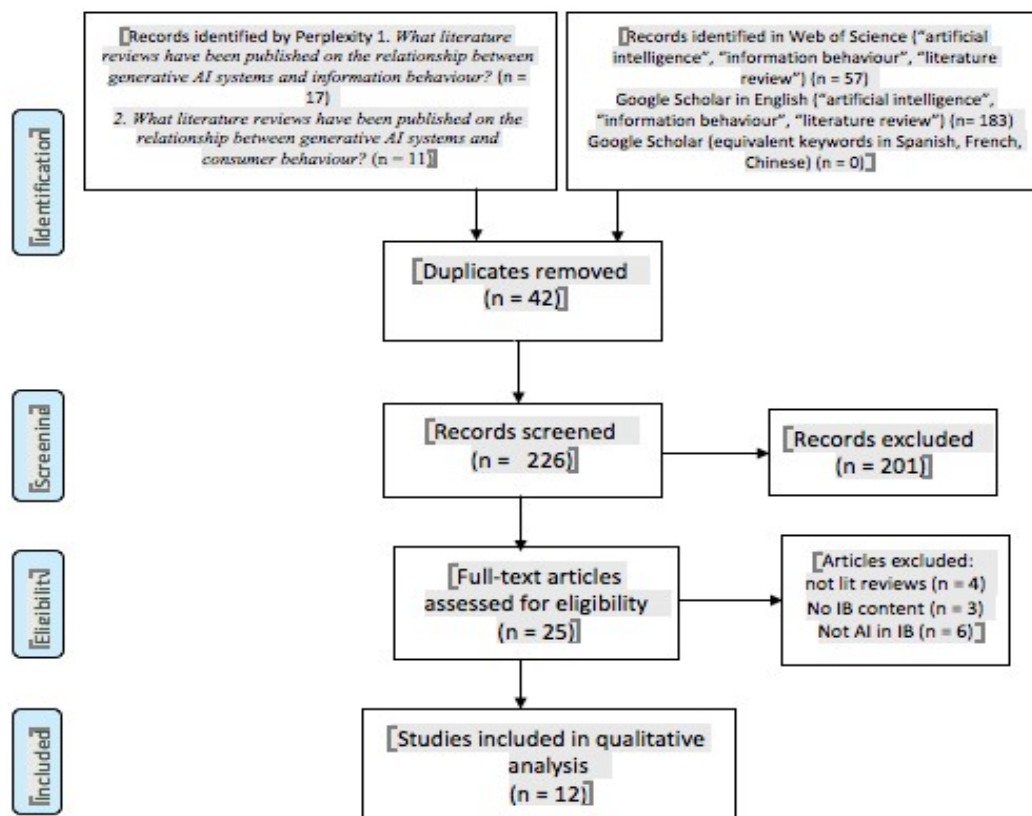 [Records identified by Perplexity 1. What literature
reviews have been published on the relationship between
generative AI systems and information behaviour? (n =
17)
2. What literature reviews have been published on the
relationship between generative AI systems and
consumer behaviour? (n = 11)]
[Records identified in Web of Science (“artificial
intelligence”, “information behaviour”, “literature
review”) (n = 57)
Google Scholar in English (“artificial intelligence”,
“information behaviour”, “literature review”) (n= 183)
Google Scholar (equivalent keywords in Spanish, French,
Chinese) (n = 0)]
[Identification]
[Duplicates removed
(n = 42)]
[Screening]
[Records screened
(n = 226)]
[Records excluded
(n = 201)]
[Eligibility]
[Full-text articles
assessed for eligibility
(n = 25)]
[Articles excluded:
not lit reviews (n = 4)
No IB content (n = 3)
Not AI in IB (n = 6)]
[Included]
[Studies included in qualitative
analysis
(n = 12)]